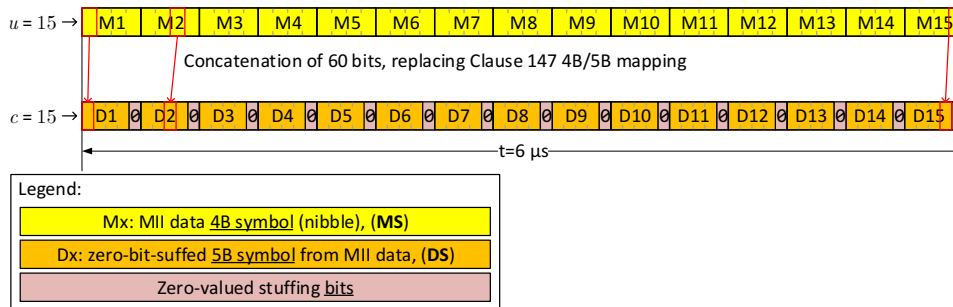 u = 15 → M1 M2 M3 M4 M5 M6 M7 M8 M9 M10 M11 M12 M13 M14 M15
Concatenation of 60 bits, replacing Clause 147 4B/5B mapping
c = 15 → D1 0 D2 0 D3 0 D4 0 D5 0 D6 0 D7 0 D8 0 D9 0 D10 0 D11 0 D12 0 D13 0 D14 0 D15
t=6 μs
Legend:
Mx: MII data 4B symbol (nibble), (MS)
Dx: zero-bit-suffed 5B symbol from MII data, (DS)
Zero-valued stuffing bits